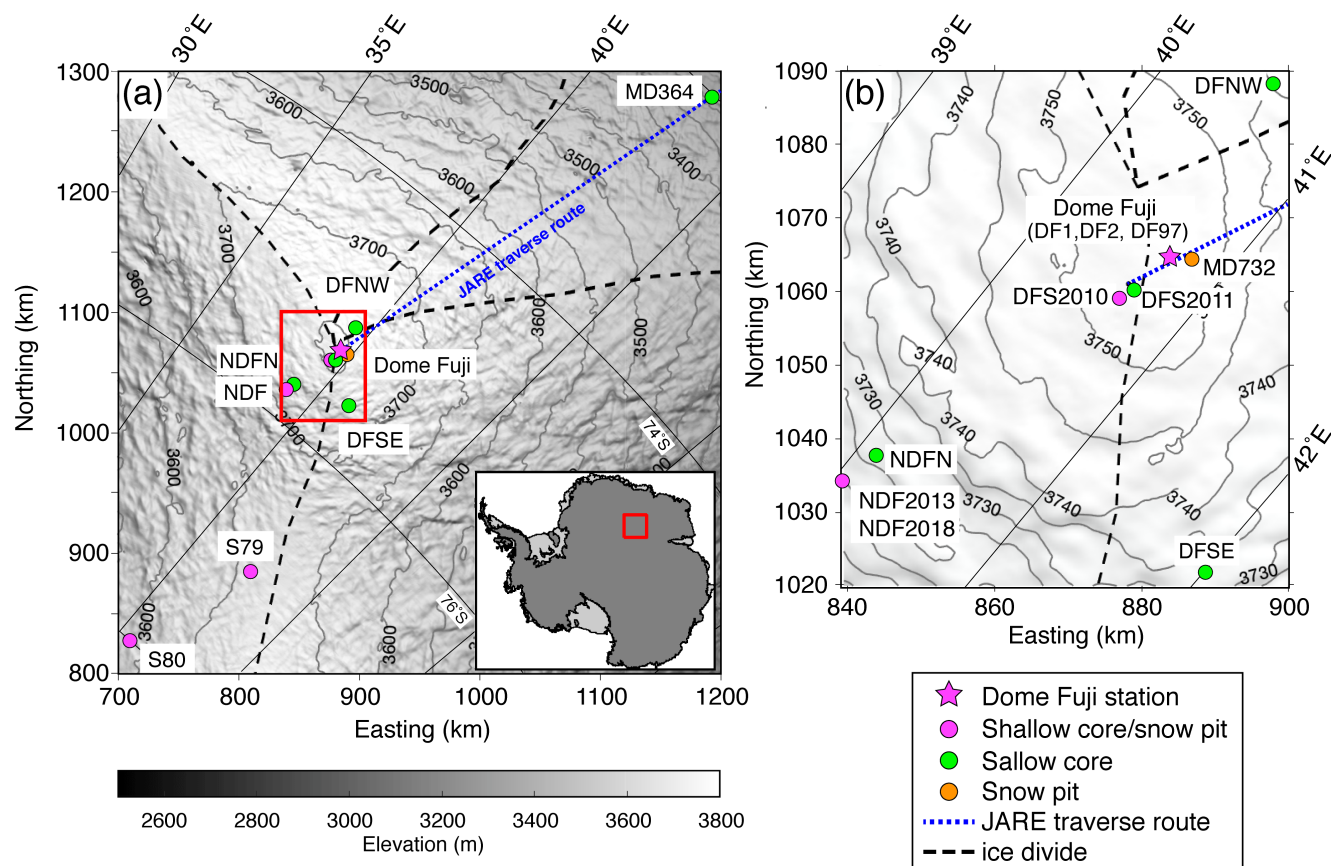 30°E
35°E
40°E
1300
1200
1100
1000
900
800
Northing (km)
(a)
MD364
3500
3600
3500
3400
3600
3700
3700
3600
JARE traverse route
DFNW
3600
3500
NDFN
NDF
Dome Fuji
3700
3700
DFSE
74°S
3600
3600
S79
76°S
3600
3600
S80
700
800
900
1000
1100
1200
Easting (km)
2600
2800
3000
3200
3400
3600
3800
Elevation (m)
39°E
40°E
1090
1080
1070
1060
1050
1040
1030
1020
Northing (km)
(b)
DFNW
3740
3750
3750
41°E
Dome Fuji
(DF1,DF2, DF97)
3740
MD732
DFS2010
DFS2011
3750
3740
3740
3730
3740
42°E
NDFN
3740
3740
3730
NDF2013
NDF2018
DFSE
3730
840
860
880
900
Easting (km)
Dome Fuji station
Shallow core/snow pit
Sallow core
Snow pit
JARE traverse route
ice divide